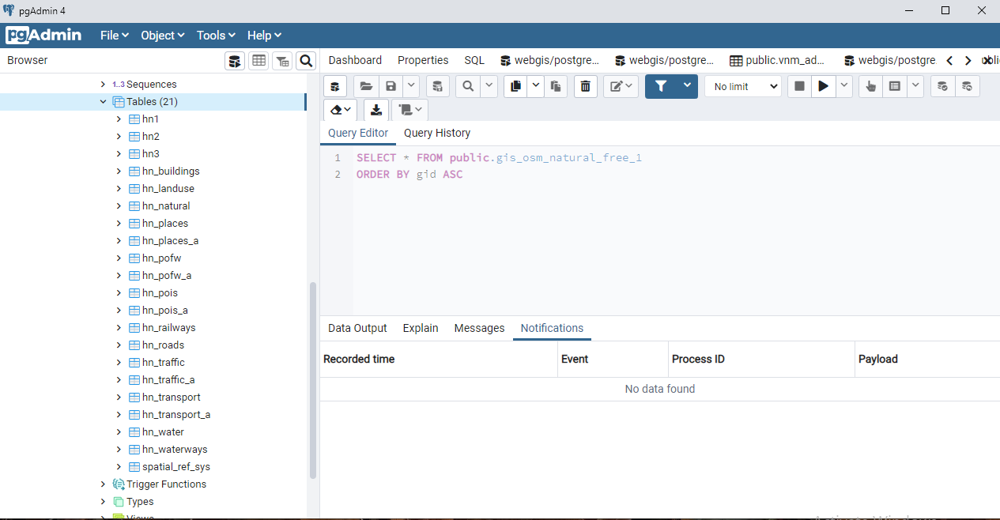 pgAdmin 4
pgAdmin File Object Tools Help
Browser
Dashboard Properties SQL webgis/postgre... webgis/postgre... public.vnm_ad... webgis/postgre
No limit
Query Editor Query History
1 SELECT * FROM public.gis_osm_natural_free_1
2 ORDER BY gid ASC
1..3 Sequences
Tables (21)
hn1
hn2
hn3
hn_buildings
hn_landuse
hn_natural
hn_places
hn_places_a
hn_pofw
hn_pofw_a
hn_pois
hn_pois_a
hn_railways
hn_roads
hn_traffic
hn_traffic_a
hn_transport
hn_transport_a
hn_water
hn_waterways
spatial_ref_sys
Trigger Functions
Types
Views
Data Output Explain Messages Notifications
Recorded time Event Process ID Payload
No data found